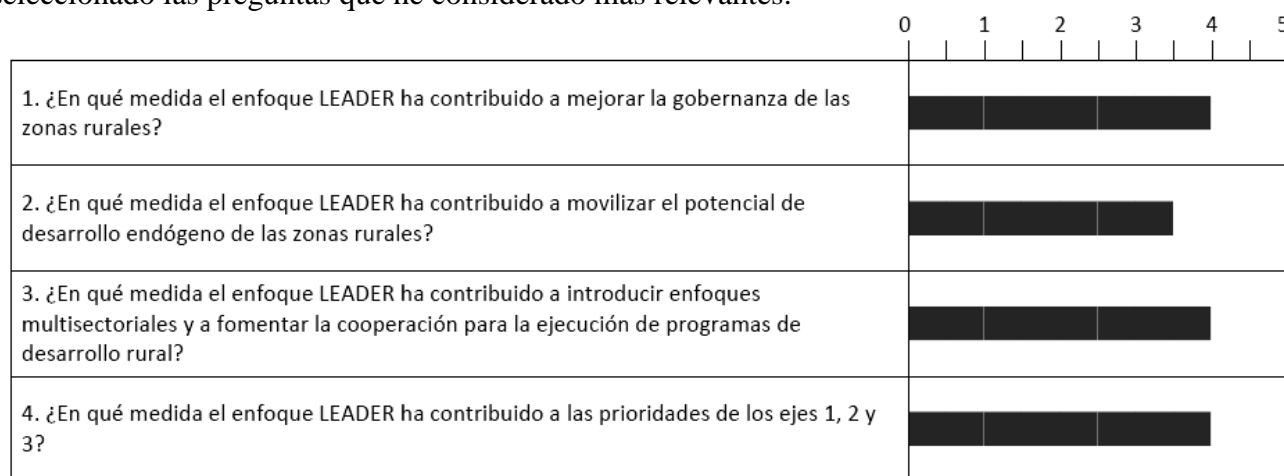 seleccionado las preguntas que he considerado más relevantes.
0 1 2 3 4 5
1. ¿En qué medida el enfoque LEADER ha contribuido a mejorar la gobernanza de las
zonas rurales?
2. ¿En qué medida el enfoque LEADER ha contribuido a movilizar el potencial de
desarrollo endógeno de las zonas rurales?
3. ¿En qué medida el enfoque LEADER ha contribuido a introducir enfoques
multisectoriales y a fomentar la cooperación para la ejecución de programas de
desarrollo rural?
4. ¿En qué medida el enfoque LEADER ha contribuido a las prioridades de los ejes 1, 2 y
3?